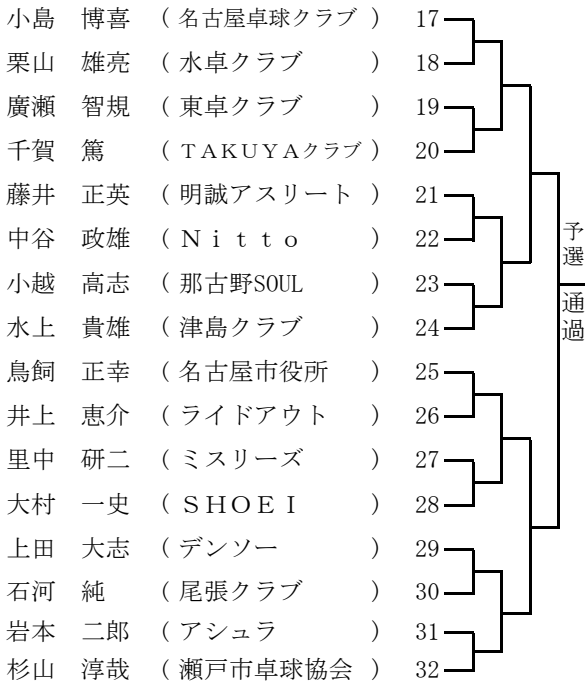 小島　博喜　（ 名古屋卓球クラブ ）　17
栗山　雄亮　（ 水卓クラブ　　　 ）　18
廣瀬　智規　（ 東卓クラブ　　　 ）　19
千賀　篤　　（ ＴＡＫＵＹＡクラブ ）　20
藤井　正英　（ 明誠アスリート　 ）　21
中谷　政雄　（ Ｎｉｔｔｏ　　　 ）　22
小越　高志　（ 那古野SOUL　　　 ）　23
水上　貴雄　（ 津島クラブ　　　 ）　24
鳥飼　正幸　（ 名古屋市役所　　 ）　25
井上　恵介　（ ライドアウト　　 ）　26
里中　研二　（ ミスリーズ　　　 ）　27
大村　一史　（ ＳＨＯＥＩ　　　 ）　28
上田　大志　（ デンソー　　　　 ）　29
石河　純　　（ 尾張クラブ　　　 ）　30
岩本　二郎　（ アシュラ　　　　 ）　31
杉山　淳哉　（ 瀬戸市卓球協会　 ）　32
予選通過